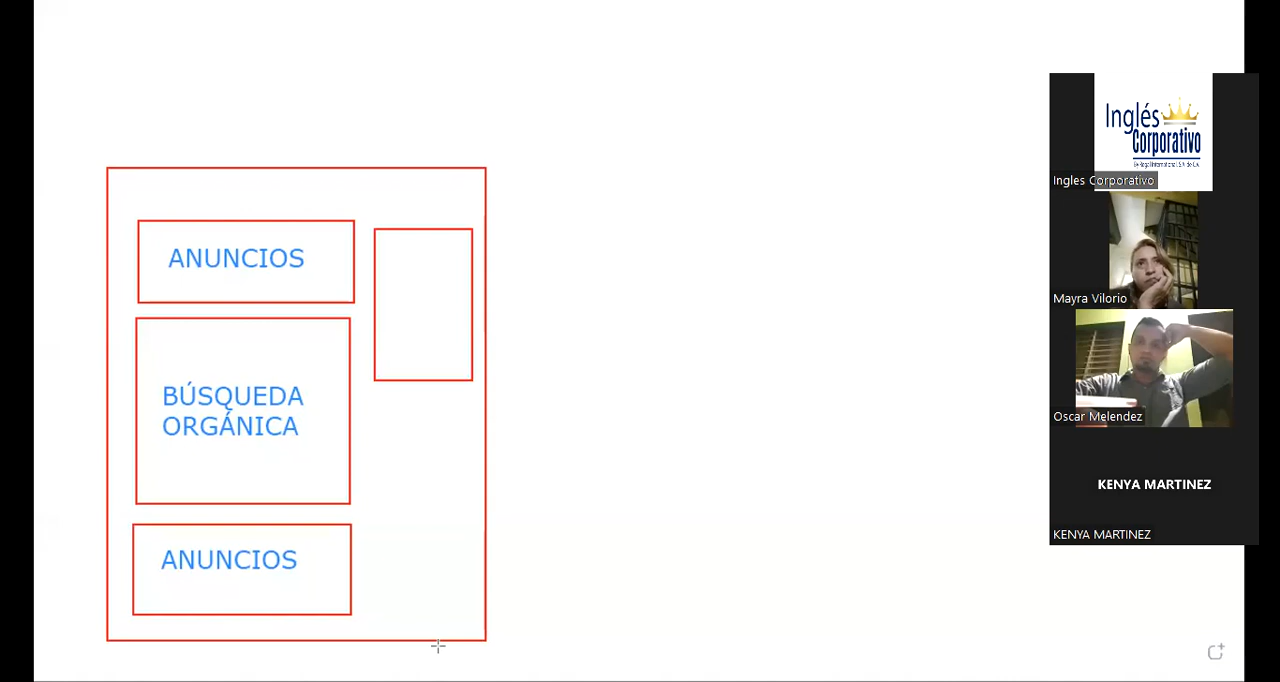 ANUNCIOS
BÚSQUEDA
ORGÁNICA
ANUNCIOS
Inglés
Corporativo
Ingles Corporativo
Mayra Vilorio
Oscar Melendez
KENYA MARTINEZ
KENYA MARTINEZ